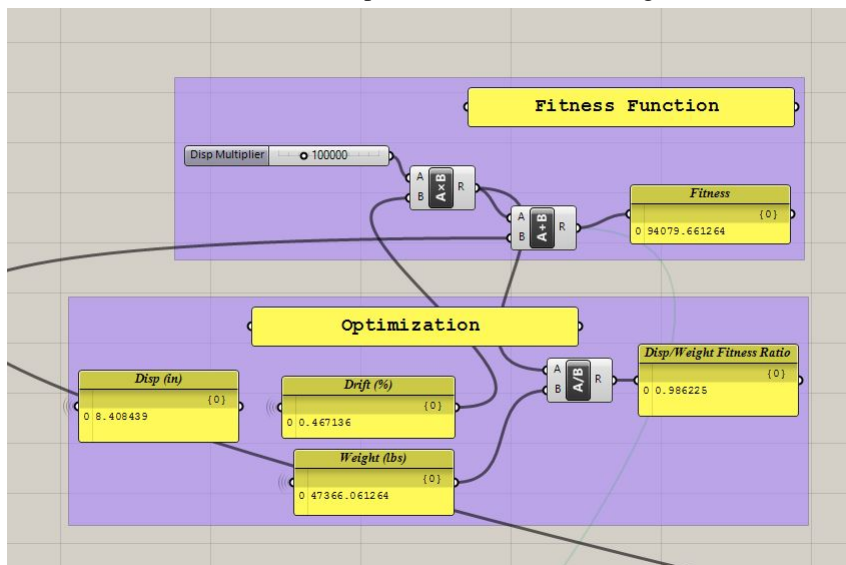 Fitness Function
Disp Multiplier 100000
A
B
A×B
R
A
B
A+B
R
Fitness
{0}
0 94079.661264
Optimization
Disp (in)
{0}
0 8.408439
Drift (%)
{0}
0 0.467136
Weight (lbs)
{0}
0 47366.061264
A
B
A/B
R
Disp/Weight Fitness Ratio
{0}
0 0.986225